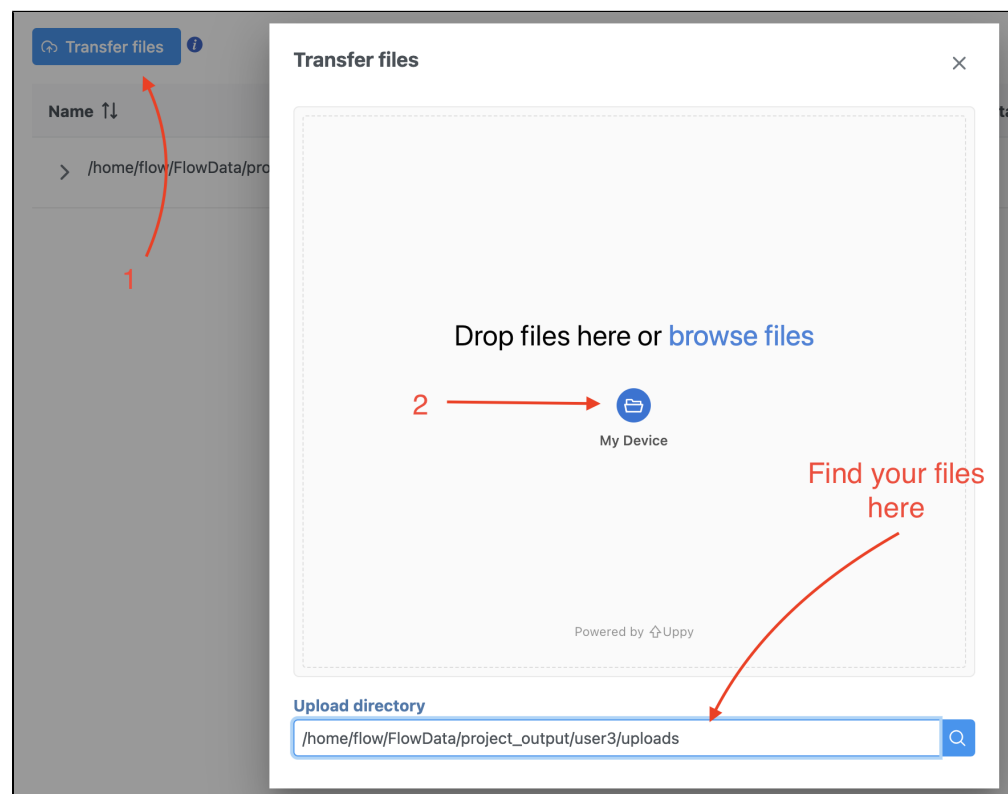 Transfer files
i
Name
/home/flow/FlowData/pro
1
Transfer files
Drop files here or browse files
2
My Device
Find your files
here
Powered by Uppy
Upload directory
/home/flow/FlowData/project_output/user3/uploads